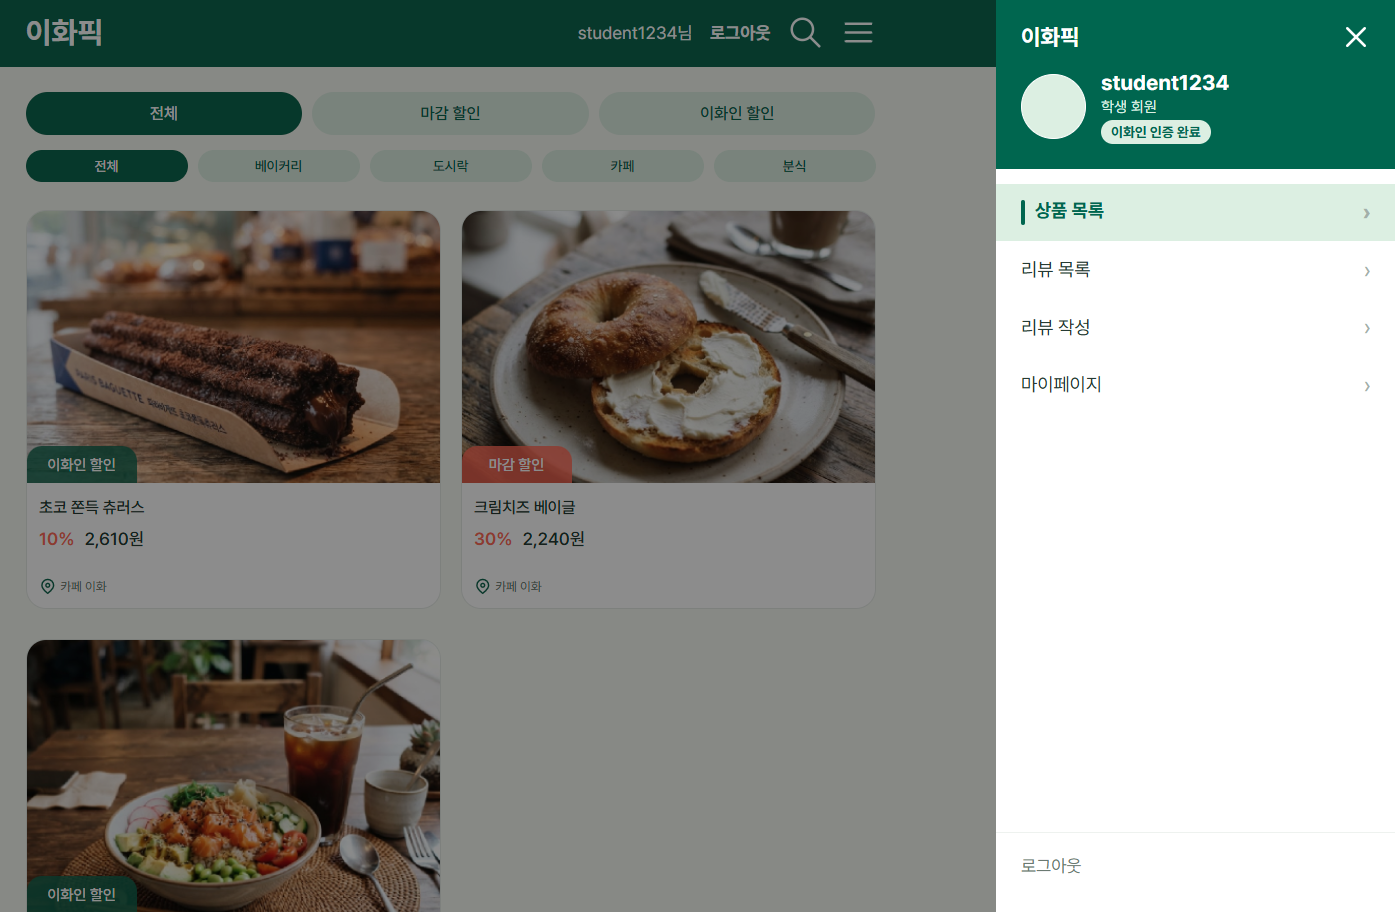 이화픽
student1234님 로그아웃
전체 마감 할인 이화인 할인
전체 베이커리 도시락 카페 분식
PARIS BAGUETTE
이화인 할인
초코 쫀득 츄러스
10% 2,610원
카페 이화
마감 할인
크림치즈 베이글
30% 2,240원
카페 이화
이화인 할인
이화픽
student1234
학생 회원
이화인 인증 완료
상품 목록
리뷰 목록
리뷰 작성
마이페이지
로그아웃